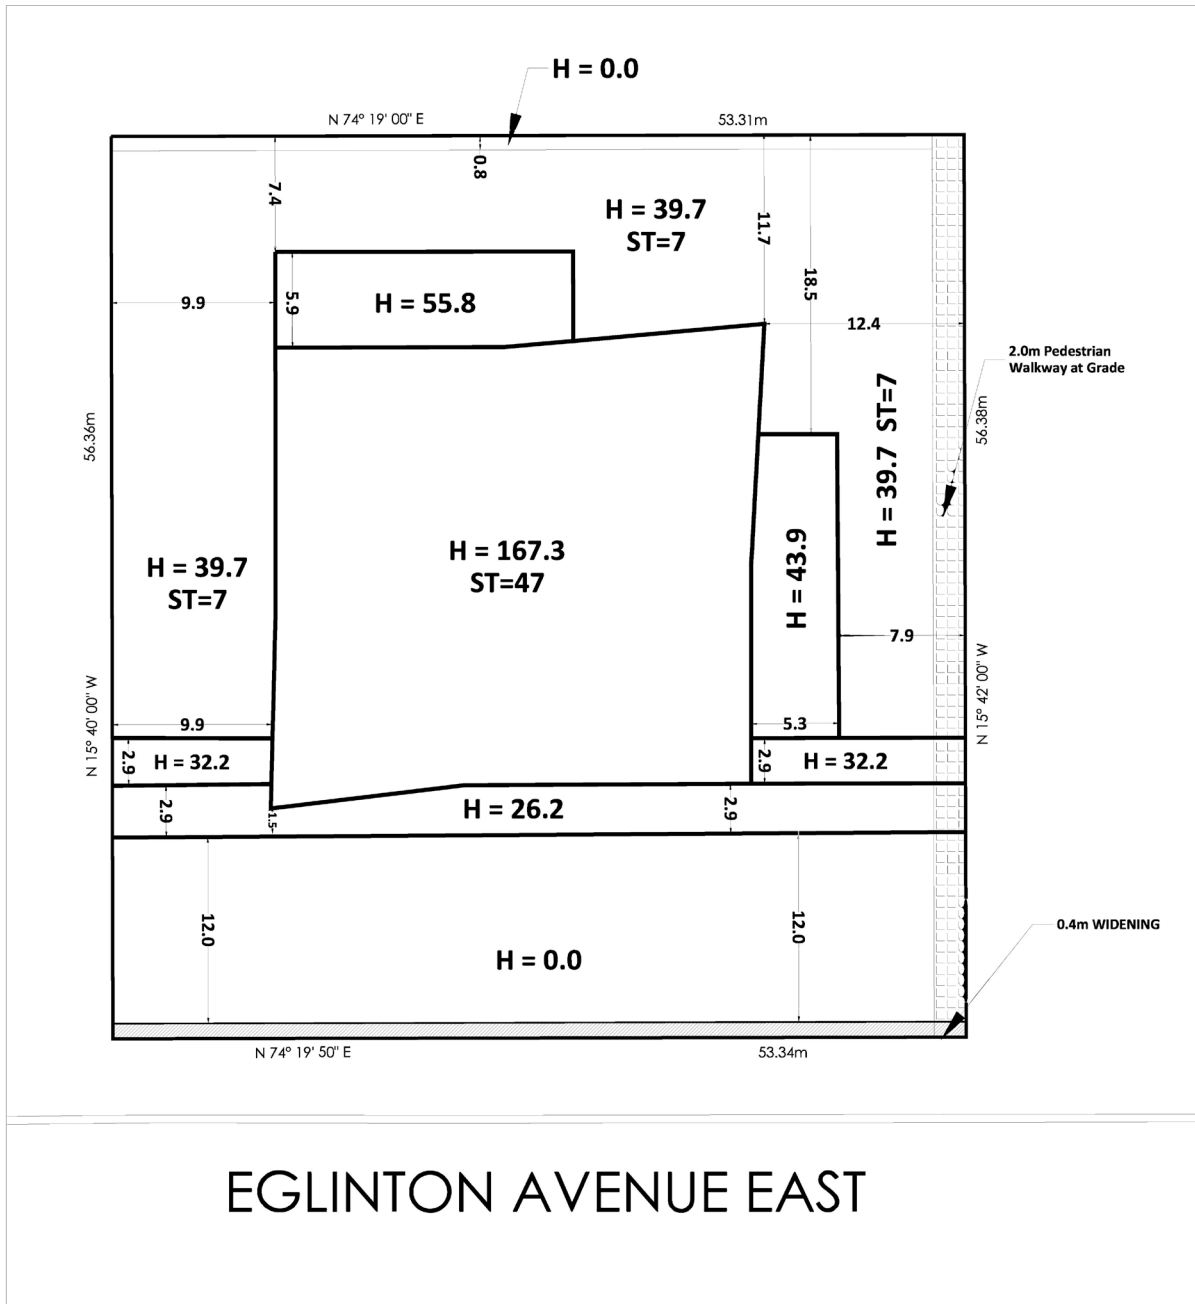 H = 0.0
N 74° 19' 00" E
53.31m
0.8
7.4
H = 39.7
ST=7
11.7
18.5
9.9
5.9
H = 55.8
12.4
2.0m Pedestrian
Walkway at Grade
H = 39.7 ST=7
56.36m
56.38m
H = 167.3
ST=47
H = 43.9
H = 39.7
ST=7
7.9
N 15° 40' 00" W
N 15° 42' 00" W
9.9
5.3
2.9
H = 32.2
2.9
H = 32.2
2.9
1.5
H = 26.2
2.9
12.0
12.0
0.4m WIDENING
H = 0.0
N 74° 19' 50" E
53.34m
EGLINTON AVENUE EAST